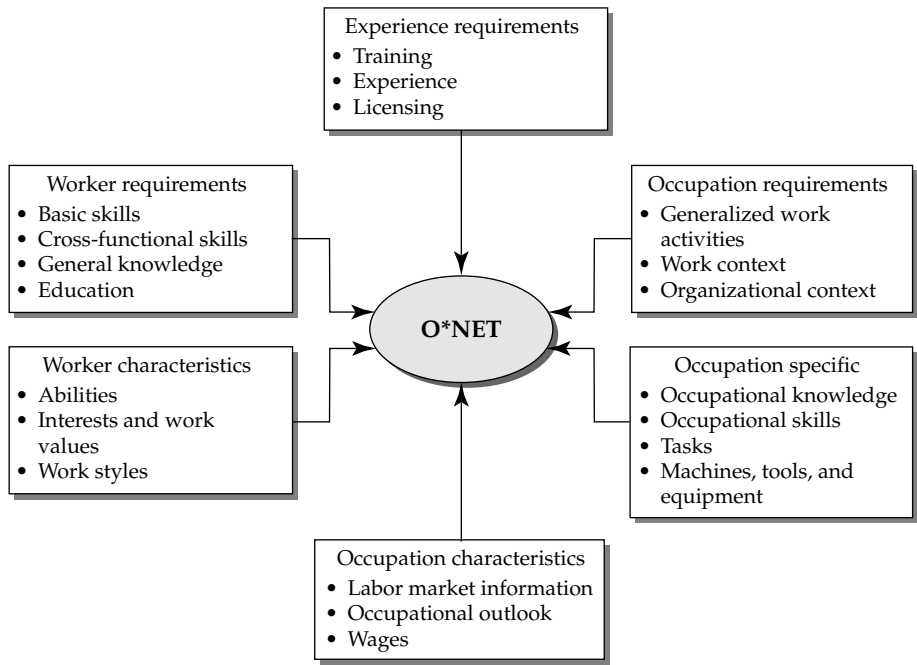 Experience requirements
• Training
• Experience
• Licensing
Worker requirements
• Basic skills
• Cross-functional skills
• General knowledge
• Education
Occupation requirements
• Generalized work
activities
• Work context
• Organizational context
O*NET
Worker characteristics
• Abilities
• Interests and work
values
• Work styles
Occupation specific
• Occupational knowledge
• Occupational skills
• Tasks
• Machines, tools, and
equipment
Occupation characteristics
• Labor market information
• Occupational outlook
• Wages